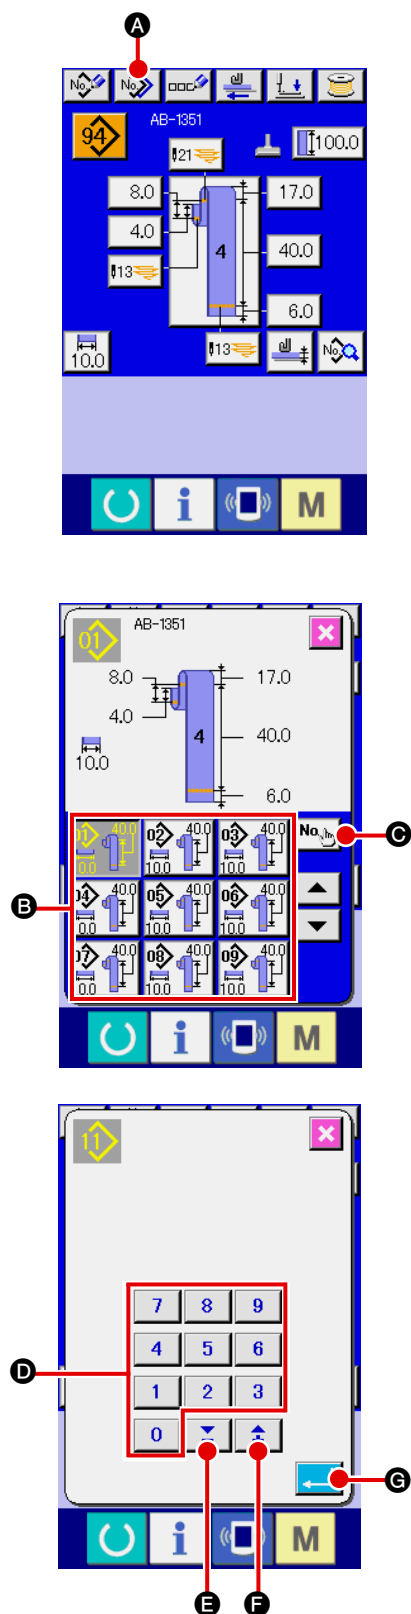 A
No. No.
AB-1351
94
21
100.0
8.0
17.0
4.0
4
40.0
13
6.0
13
10.0
No.
i M
AB-1351
01
8.0
17.0
4.0
4
40.0
10.0
6.0
01 40.0 02 40.0 03 40.0
0.0 10.0 10.0
No.
C
B
04 40.0 05 40.0 06 40.0
0.0 10.0 10.0
07 40.0 08 40.0 09 40.0
0.0 10.0 10.0
i M
11
7 8 9
D
4 5 6
1 2 3
0
G
i M
E F